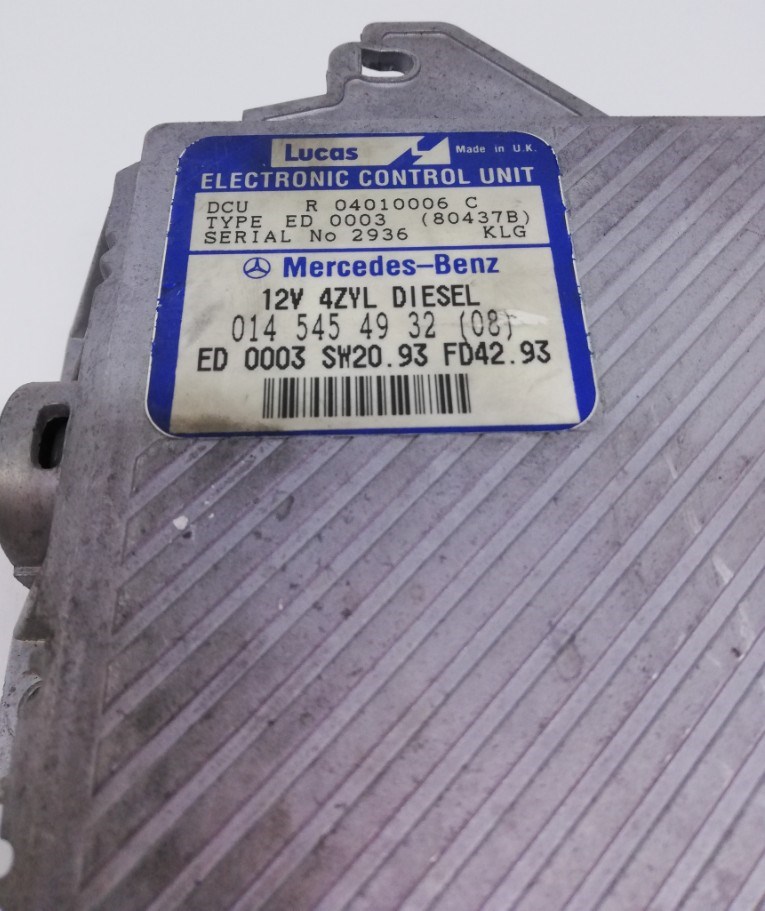 Lucas Made in U.K.
ELECTRONIC CONTROL UNIT
DCU R 04010006 C
TYPE ED 0003 (80437B)
SERIAL No 2936 KLG
Mercedes-Benz
12V 4ZYL DIESEL
014 545 49 32 (08)
ED 0003 SW20.93 FD42.93